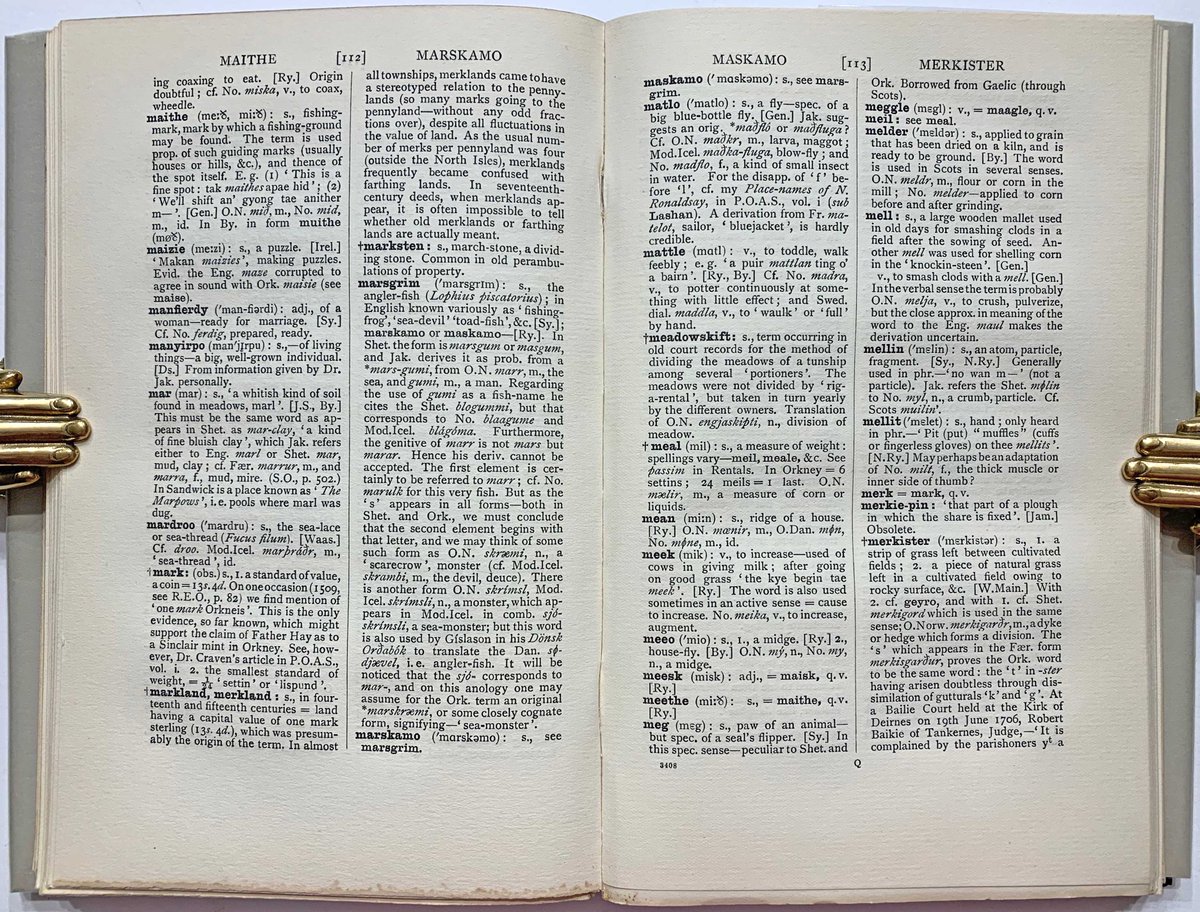 MAITHE [112] MARSKAMO
ing coaxing to eat. [Ry.] Origin
doubtful; cf. No. miska, v., to coax,
wheedle.
maithe (meːð, miːð): s., fishing-
mark, mark by which a fishing-ground
may be found. The term is used
prop. of such guiding marks (usually
houses or hills, &c.), and thence of
the spot itself. E. g. (1) 'This is a
fine spot: tak maithes apae hid'; (2)
'We'll shift an' gyong tae anither
m—'. [Gen.] O.N. mið, m., No. mid,
m., id. In By. in form muithe
(møð).
maizie (meːzi): s., a puzzle. [Irel.]
'Makan maizies', making puzzles.
Evid. the Eng. maze corrupted to
agree in sound with Ork. maisie (see
maise).
manfierdy (man-fiərdi): adj., of a
woman—ready for marriage. [Sy.]
Cf. No. ferdig, prepared, ready.
manyirpo (man'jɪrpu): s.,—of living
things—a big, well-grown individual.
[Ds.] From information given by Dr.
Jak. personally.
mar (mar): s., 'a whitish kind of soil
found in meadows, marl'. [J.S., By.]
This must be the same word as ap-
pears in Shet. as mar-clay, 'a kind
of fine bluish clay', which Jak. refers
either to Eng. marl or Shet. mar,
mud, clay; cf. Fær. marrur, m., and
marra, f., mud, mire. (S.O., p. 502.)
In Sandwick is a place known as 'The
Marpows', i.e. pools where marl was
dug.
mardroo ('mardru): s., the sea-lace
or sea-thread (Fucus filum). [Waas.]
Cf. droo. Mod.Icel. marþráðr, m.,
'sea-thread', id.
†mark: (obs.) s., 1. a standard of value,
a coin = 13s. 4d. On one occasion (1509,
see R.E.O., p. 82) we find mention of
'one mark Orkneis'. This is the only
evidence, so far known, which might
support the claim of Father Hay as to
a Sinclair mint in Orkney. See, how-
ever, Dr. Craven's article in P.O.A.S.,
vol. i. 2. the smallest standard of
weight, = 1/24 'settin' or 'lispund'.
†markland, merkland: s., in four-
teenth and fifteenth centuries = land
having a capital value of one mark
sterling (13s. 4d.), which was presum-
ably the origin of the term. In almost
all townships, merklands came to have
a stereotyped relation to the penny-
lands (so many marks going to the
pennyland—without any odd frac-
tions over), despite all fluctuations in
the value of land. As the usual num-
ber of merks per pennyland was four
(outside the North Isles), merklands
frequently became confused with
farthing lands. In seventeenth-
century deeds, when merklands ap-
pear, it is often impossible to tell
whether old merklands or farthing
lands are actually meant.
†marksten: s., march-stone, a divid-
ing stone. Common in old perambu-
lations of property.
marsgrim ('marsgrɪm): s., the
angler-fish (Lophius piscatorius); in
English known variously as 'fishing-
frog', 'sea-devil' 'toad-fish', &c. [Sy.];
marskamo or maskamo—[Ry.]. In
Shet. the form is marsgum or masgum,
and Jak. derives it as prob. from a
*mars-gumi, from O.N. marr, m., the
sea, and gumi, m., a man. Regarding
the use of gumi as a fish-name he
cites the Shet. blogummi, but that
corresponds to No. blaagume and
Mod.Icel. blágóma. Furthermore,
the genitive of marr is not mars but
marar. Hence his deriv. cannot be
accepted. The first element is cer-
tainly to be referred to marr; cf. No.
marulk for this very fish. But as the
's' appears in all forms—both in
Shet. and Ork., we must conclude
that the second element begins with
that letter, and we may think of some
such form as O.N. skræmi, n., a
'scarecrow', monster (cf. Mod.Icel.
skrambi, m., the devil, deuce). There
is another form O.N. skrímsl, Mod.
Icel. skrímsli, n., a monster, which ap-
pears in Mod.Icel. in comb. sjó-
skrímsli, a sea-monster; but this word
is also used by Gíslason in his Dönsk
Orðabók to translate the Dan. sø-
djævel, i.e. angler-fish. It will be
noticed that the sjó- corresponds to
mar-, and on this anology one may
assume for the Ork. term an original
*marskræmi, or some closely cognate
form, signifying—'sea-monster'.
marskamo ('marskəmo): s., see
marsgrim.
MASKAMO [113] MERKISTER
maskamo ('mɑskəmo): s., see mars-
grim.
matlo ('matlo): s., a fly—spec. of a
big blue-bottle fly. [Gen.] Jak. sug-
gests an orig. *maðfló or maðfluga?
Cf. O.N. maðkr, m., larva, maggot;
Mod.Icel. maðka-fluga, blow-fly; and
No. madflo, f., a kind of small insect
in water. For the disapp. of 'f' be-
fore 'l', cf. my Place-names of N.
Ronaldsay, in P.O.A.S., vol. i (sub
Lashan). A derivation from Fr. ma-
telot, sailor, 'bluejacket', is hardly
credible.
mattle (matl): v., to toddle, walk
feebly; e. g. 'a puir mattlan ting o'
a bairn'. [Ry., By.] Cf. No. madra,
v., to potter continuously at some-
thing with little effect; and Swed.
dial. maddla, v., to 'waulk' or 'full'
by hand.
†meadowskift: s., term occurring in
old court records for the method of
dividing the meadows of a tunship
among several 'portioners'. The
meadows were not divided by 'rig-
a-rental', but taken in turn yearly
by the different owners. Translation
of O.N. engjaskipti, n., division of
meadow.
†meal (mil): s., a measure of weight:
spellings vary—meil, meale, &c. See
passim in Rentals. In Orkney = 6
settins; 24 meils = 1 last. O.N.
mælir, m., a measure of corn or
liquids.
mean (miːn): s., ridge of a house.
[Ry.] O.N. mœnir, m., O.Dan. møn,
No. møne, m., id.
meek (mik): v., to increase—used of
cows in giving milk; after going
on good grass 'the kye begin tae
meek'. [Ry.] The word is also used
sometimes in an active sense = cause
to increase. No. meika, v., to increase,
augment.
meeo ('mio): s., 1., a midge. [Ry.] 2.,
house-fly. [By.] O.N. mý, n., No. my,
n., a midge.
meesk (misk): adj., = maisk, q.v.
[Ry.]
meethe (miːð): s., = maithe, q.v.
[Ry.]
meg (mɛg): s., paw of an animal—
but spec. of a seal's flipper. [Sy.] In
this spec. sense—peculiar to Shet. and
3408 Q
Ork. Borrowed from Gaelic (through
Scots).
meggle (mɛgl): v., = maagle, q.v.
meil: see meal.
melder ('mɛldər): s., applied to grain
that has been dried on a kiln, and is
ready to be ground. [By.] The word
is used in Scots in several senses.
O.N. meldr, m., flour or corn in the
mill; No. melder—applied to corn
before and after grinding.
mell: s., a large wooden mallet used
in old days for smashing clods in a
field after the sowing of seed. An-
other mell was used for shelling corn
in the 'knockin-steen'. [Gen.]
v., to smash clods with a mell. [Gen.]
In the verbal sense the term is probably
O.N. melja, v., to crush, pulverize,
but the close approx. in meaning of the
word to the Eng. maul makes the
derivation uncertain.
mellin ('mɛlin): s., an atom, particle,
fragment. [Sy., N.Ry.] Generally
used in phr.—'no wan m—' (not a
particle). Jak. refers the Shet. mølin
to No. myl, n., a crumb, particle. Cf.
Scots muilin'.
mellit ('mɛlet): s., hand; only heard
in phr.—'Pit (put) "muffles" (cuffs
or fingerless gloves) on thee mellits'.
[N.Ry.] May perhaps be an adaptation
of No. milt, f., the thick muscle or
inner side of thumb?
merk = mark, q.v.
merkie-pin: 'that part of a plough
in which the share is fixed'. [Jam.]
Obsolete.
†merkister ('mɛrkistər): s., 1. a
strip of grass left between cultivated
fields; 2. a piece of natural grass
left in a cultivated field owing to
rocky surface, &c. [W.Main.] With
2. cf. geyro, and with 1. cf. Shet.
merkigord which is used in the same
sense; O.Norw. merkigarðr, m., a dyke
or hedge which forms a division. The
's' which appears in the Fær. form
merkisgarður, proves the Ork. word
to be the same word: the 't' in -ster
having arisen doubtless through dis-
similation of gutturals 'k' and 'g'. At
a Bailie Court held at the Kirk of
Deirnes on 19th June 1706, Robert
Baikie of Tankernes, Judge,—'It is
complained by the parishoners yt a